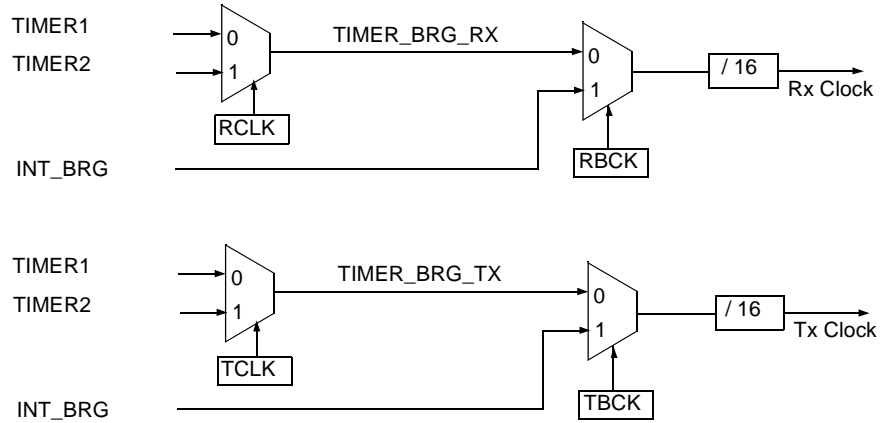 TIMER1
0
TIMER_BRG_RX
0
/ 16
TIMER2
1
1
Rx Clock
RCLK
RBCK
INT_BRG
TIMER1
0
TIMER_BRG_TX
0
/ 16
TIMER2
1
1
Tx Clock
TCLK
TBCK
INT_BRG